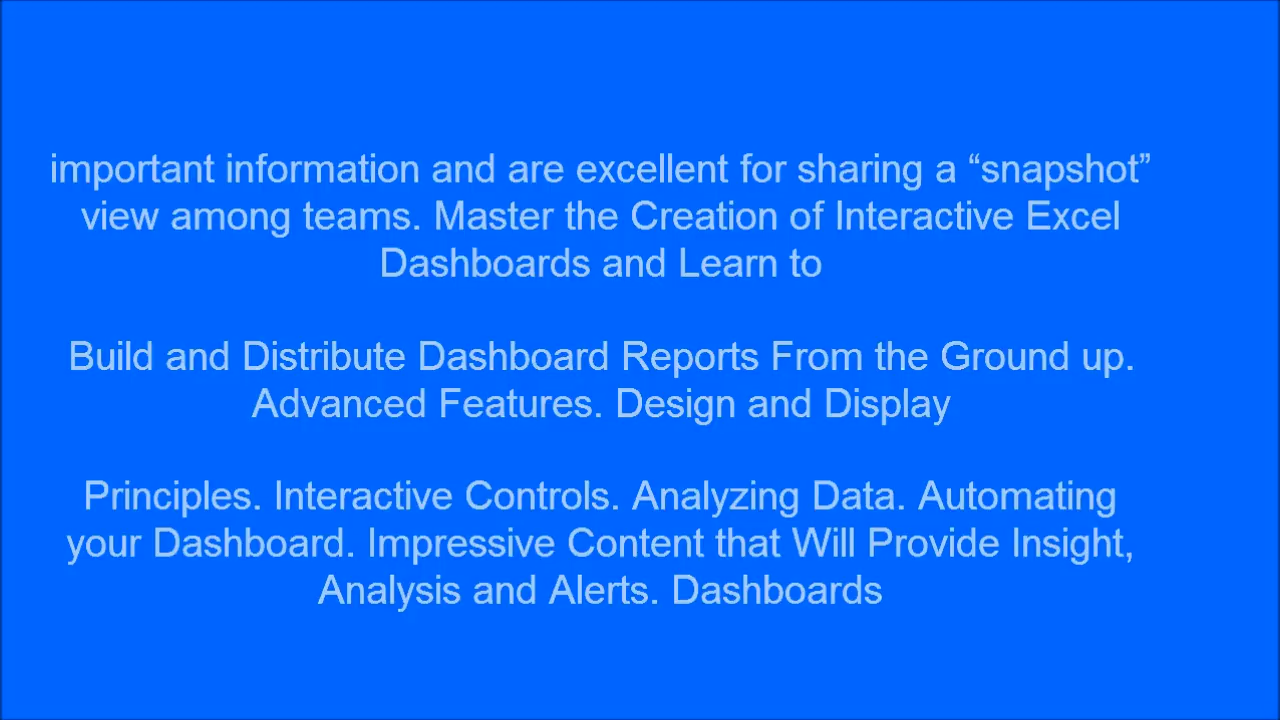 important information and are excellent for sharing a “snapshot”
view among teams. Master the Creation of Interactive Excel
Dashboards and Learn to
Build and Distribute Dashboard Reports From the Ground up.
Advanced Features. Design and Display
Principles. Interactive Controls. Analyzing Data. Automating
your Dashboard. Impressive Content that Will Provide Insight,
Analysis and Alerts. Dashboards